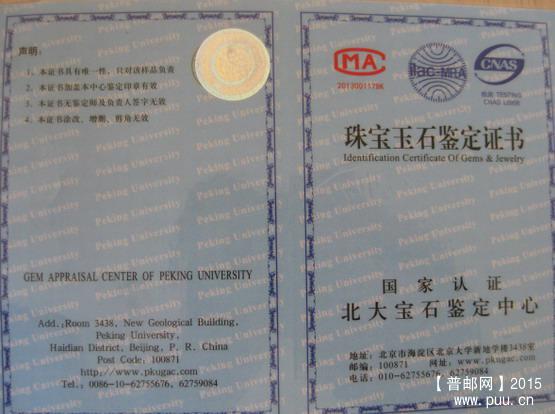 声明:
1、本证书具有唯一性,只对该样品负责
2、本证书加盖本中心鉴定印章有效
3、本证书无鉴定师及负责人签字无效
4、本证书涂改、增删、剪角无效
GEM APPRAISAL CENTER OF PEKING UNIVERSITY
Add.:Room 3438, New Geological Building,
Peking University,
Haidian District, Beijing, P. R. China
Post Code: 100871
http://www.pkugac.com
Tel., 0086-10-62755676, 62759084
MA
2013001178K
ilac-MRA
CNAS
检测 TESTING
珠宝玉石鉴定证书
Identification Certificate Of Gems & Jewelry
国家认证
北大宝石鉴定中心
地址: 北京市海淀区北京大学新地学楼3438室
邮编: 100871 网址: www.pkugac.com
电话: 010-62755676, 62759084
Peking University
【普邮网】2015
www.puu.cn